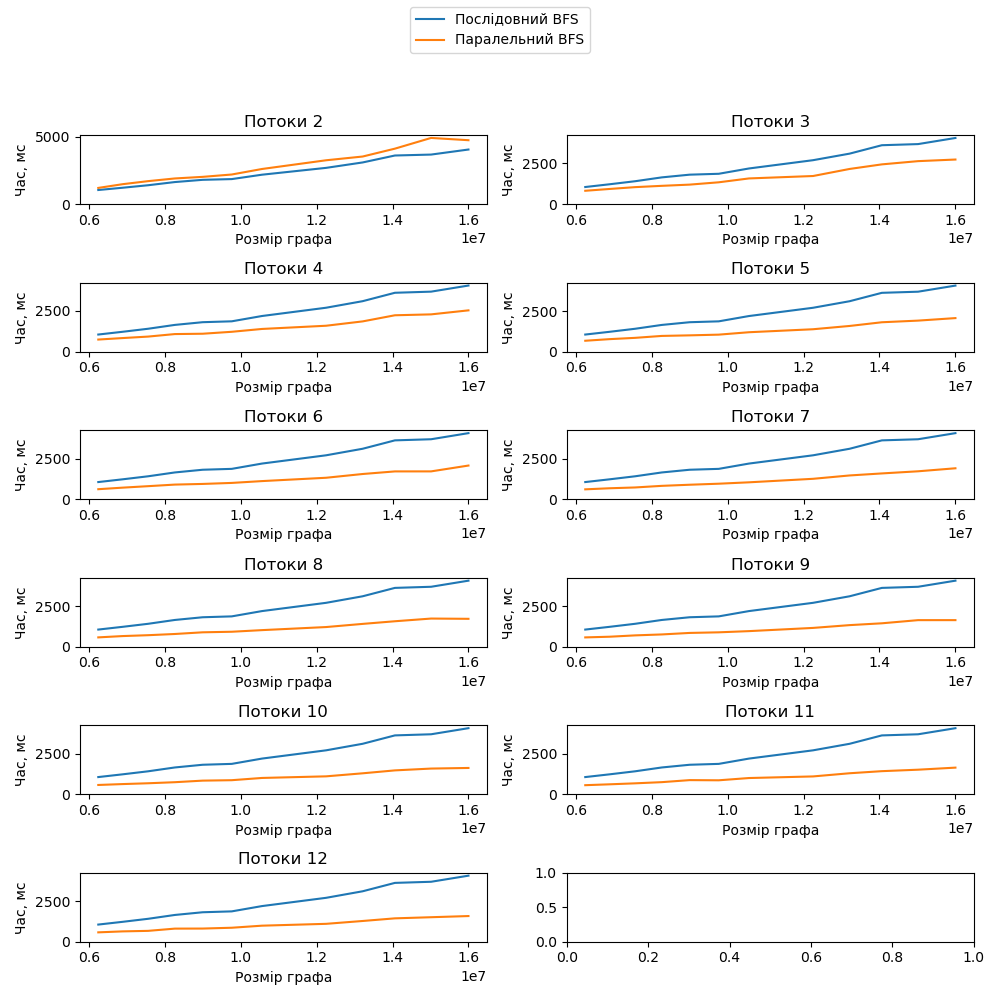 Послідовний BFS
Паралельний BFS
Потоки 2
Час, мс
5000
0
0.6 0.8 1.0 1.2 1.4 1.6
1e7
Розмір графа
Потоки 3
Час, мс
2500
0
0.6 0.8 1.0 1.2 1.4 1.6
1e7
Розмір графа
Потоки 4
Час, мс
2500
0
0.6 0.8 1.0 1.2 1.4 1.6
1e7
Розмір графа
Потоки 5
Час, мс
2500
0
0.6 0.8 1.0 1.2 1.4 1.6
1e7
Розмір графа
Потоки 6
Час, мс
2500
0
0.6 0.8 1.0 1.2 1.4 1.6
1e7
Розмір графа
Потоки 7
Час, мс
2500
0
0.6 0.8 1.0 1.2 1.4 1.6
1e7
Розмір графа
Потоки 8
Час, мс
2500
0
0.6 0.8 1.0 1.2 1.4 1.6
1e7
Розмір графа
Потоки 9
Час, мс
2500
0
0.6 0.8 1.0 1.2 1.4 1.6
1e7
Розмір графа
Потоки 10
Час, мс
2500
0
0.6 0.8 1.0 1.2 1.4 1.6
1e7
Розмір графа
Потоки 11
Час, мс
2500
0
0.6 0.8 1.0 1.2 1.4 1.6
1e7
Розмір графа
Потоки 12
Час, мс
2500
0
0.6 0.8 1.0 1.2 1.4 1.6
1e7
Розмір графа
1.0
0.5
0.0
0.0 0.2 0.4 0.6 0.8 1.0